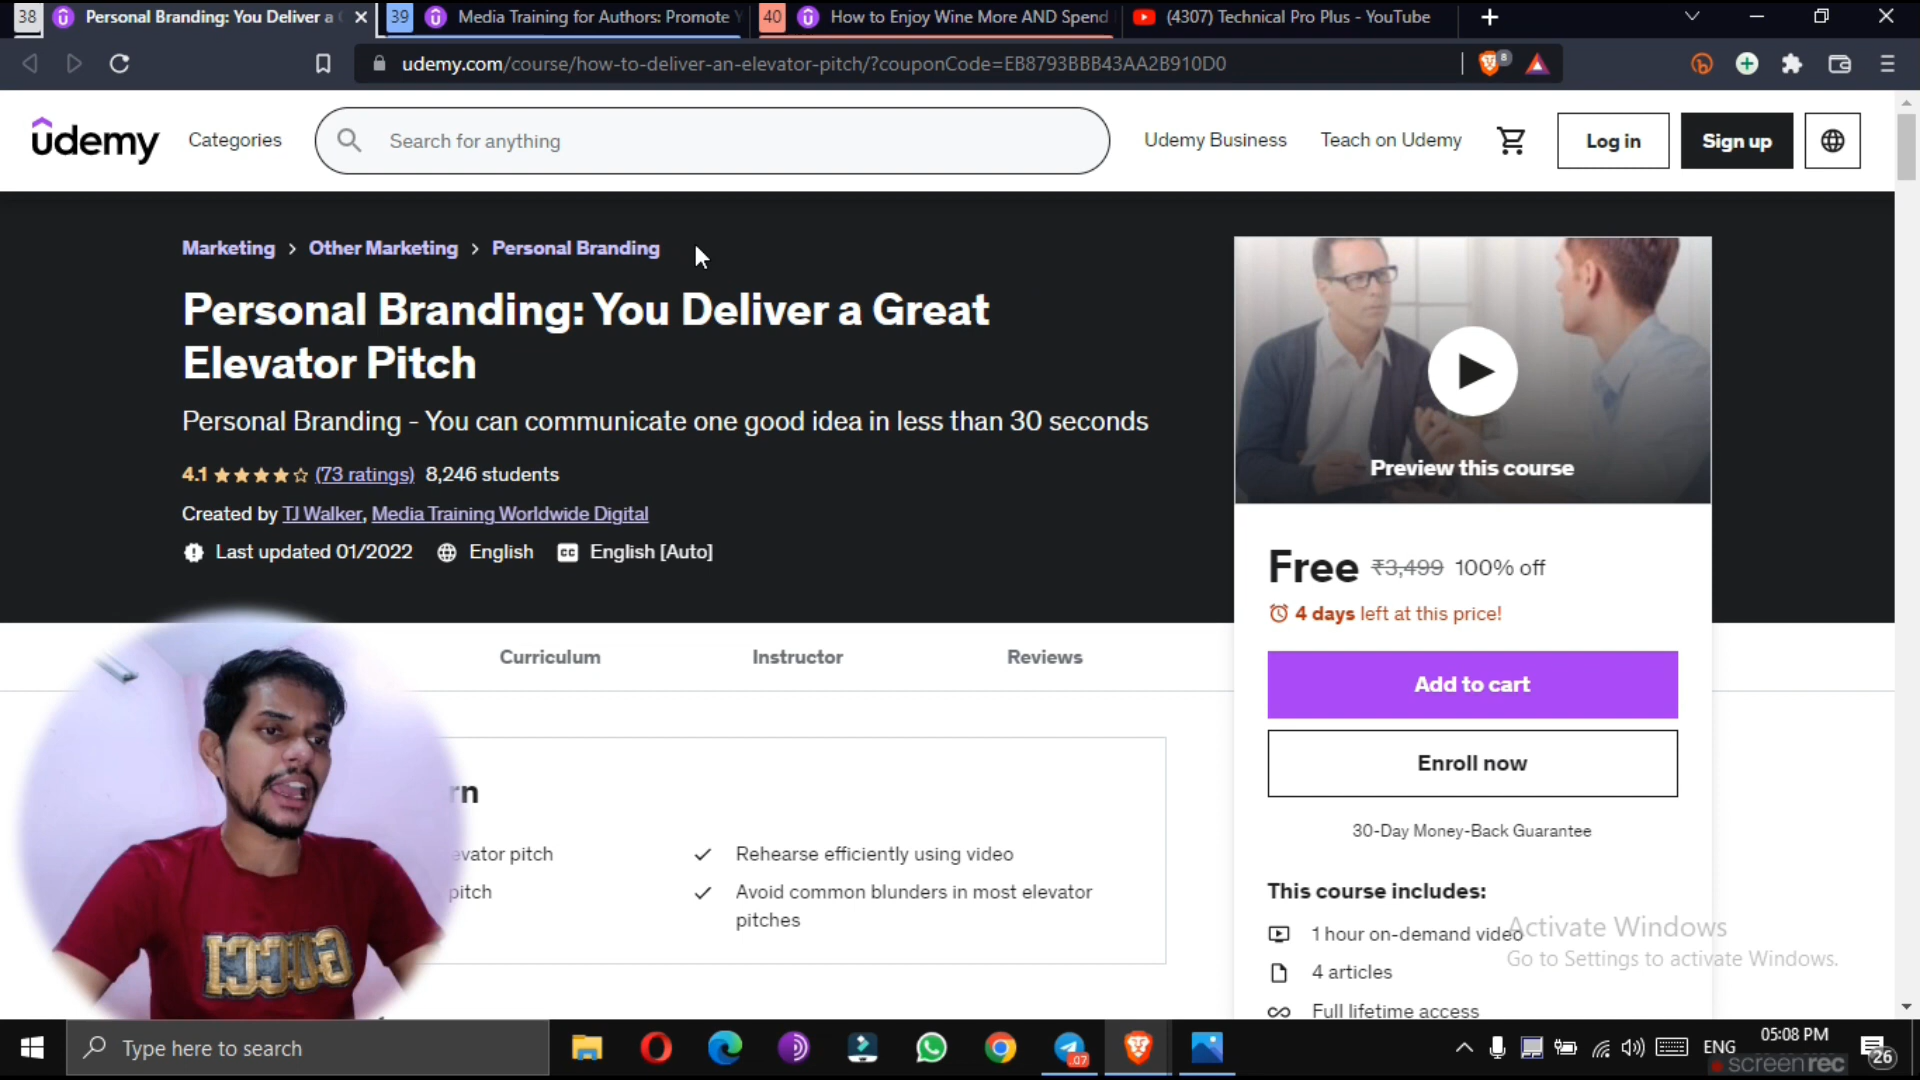 38 Personal Branding: You Deliver a
39 Media Training for Authors: Promote Y
40 How to Enjoy Wine More AND Spend
(4307) Technical Pro Plus - YouTube
udemy.com/course/how-to-deliver-an-elevator-pitch/?couponCode=EB8793BBB43AA2B910D0
8
udemy
Categories
Search for anything
Udemy Business
Teach on Udemy
Log in
Sign up
Marketing > Other Marketing > Personal Branding
Personal Branding: You Deliver a Great
Elevator Pitch
Personal Branding - You can communicate one good idea in less than 30 seconds
4.1 (73 ratings) 8,246 students
Created by TJ Walker, Media Training Worldwide Digital
Last updated 01/2022 English CC English [Auto]
Preview this course
Free ₹3,499 100% off
4 days left at this price!
Add to cart
Enroll now
30-Day Money-Back Guarantee
This course includes:
1 hour on-demand video
4 articles
Full lifetime access
Curriculum
Instructor
Reviews
rn
evator pitch
pitch
Rehearse efficiently using video
Avoid common blunders in most elevator
pitches
GUCCI
Activate Windows
Go to Settings to activate Windows.
Type here to search
07
ENG
05:08 PM
26
screenrec